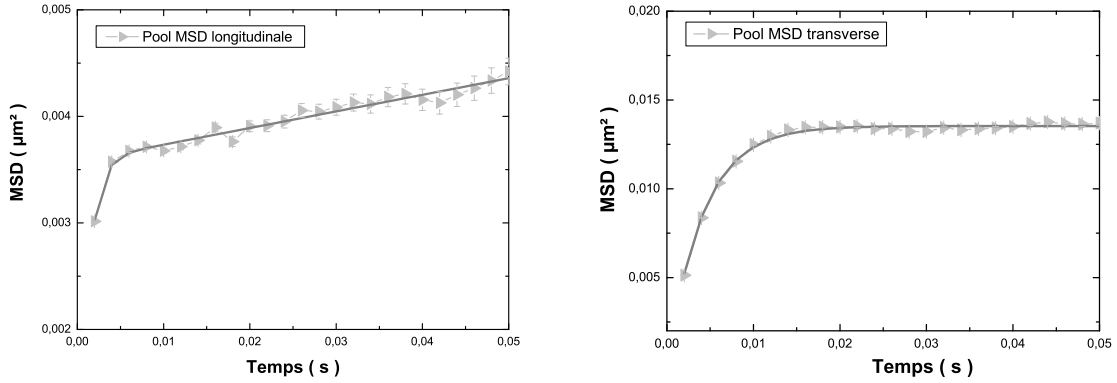 0,005
Pool MSD longitudinale
0,004
MSD ( µm² )
0,003
0,002
0,00 0,01 0,02 0,03 0,04 0,05
Temps ( s )
0,020
Pool MSD transverse
0,015
MSD ( µm² )
0,010
0,005
0,00 0,01 0,02 0,03 0,04 0,05
Temps ( s )